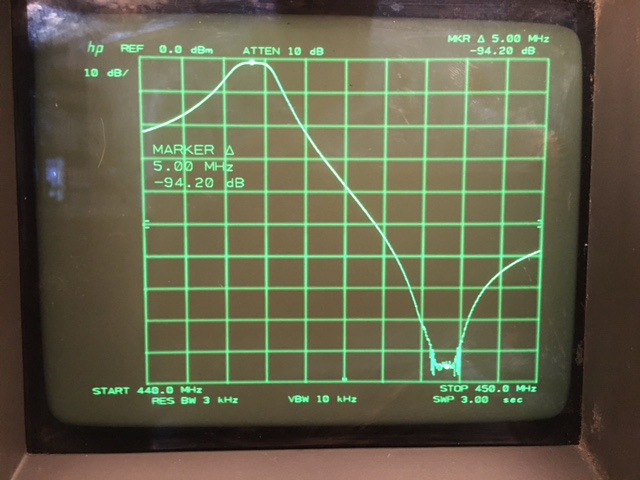 hp REF 0.0 dBm ATTEN 10 dB MKR Δ 5.00 MHz
-94.20 dB
10 dB/
MARKER Δ
5.00 MHz
-94.20 dB
START 440.0 MHz STOP 450.0 MHz
RES BW 3 kHz VBW 10 kHz SWP 3.00 sec